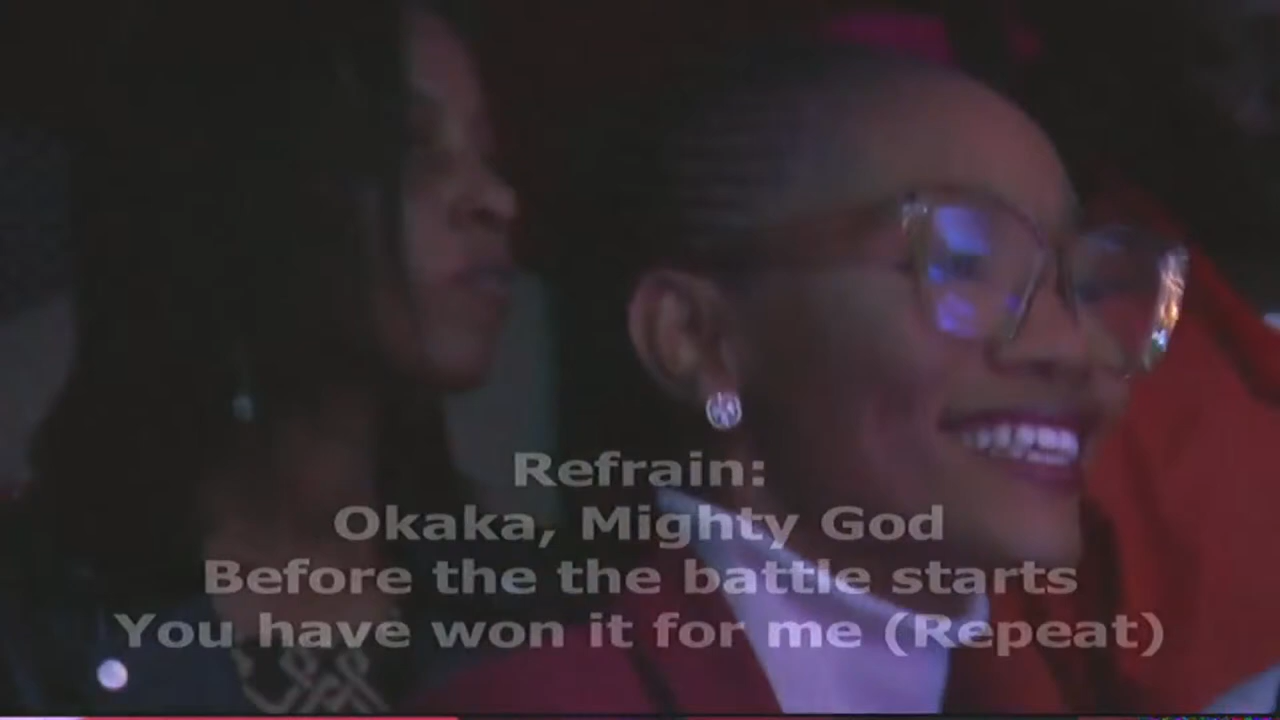 Refrain:
Okaka, Mighty God
Before the the battle starts
You have won it for me (Repeat)